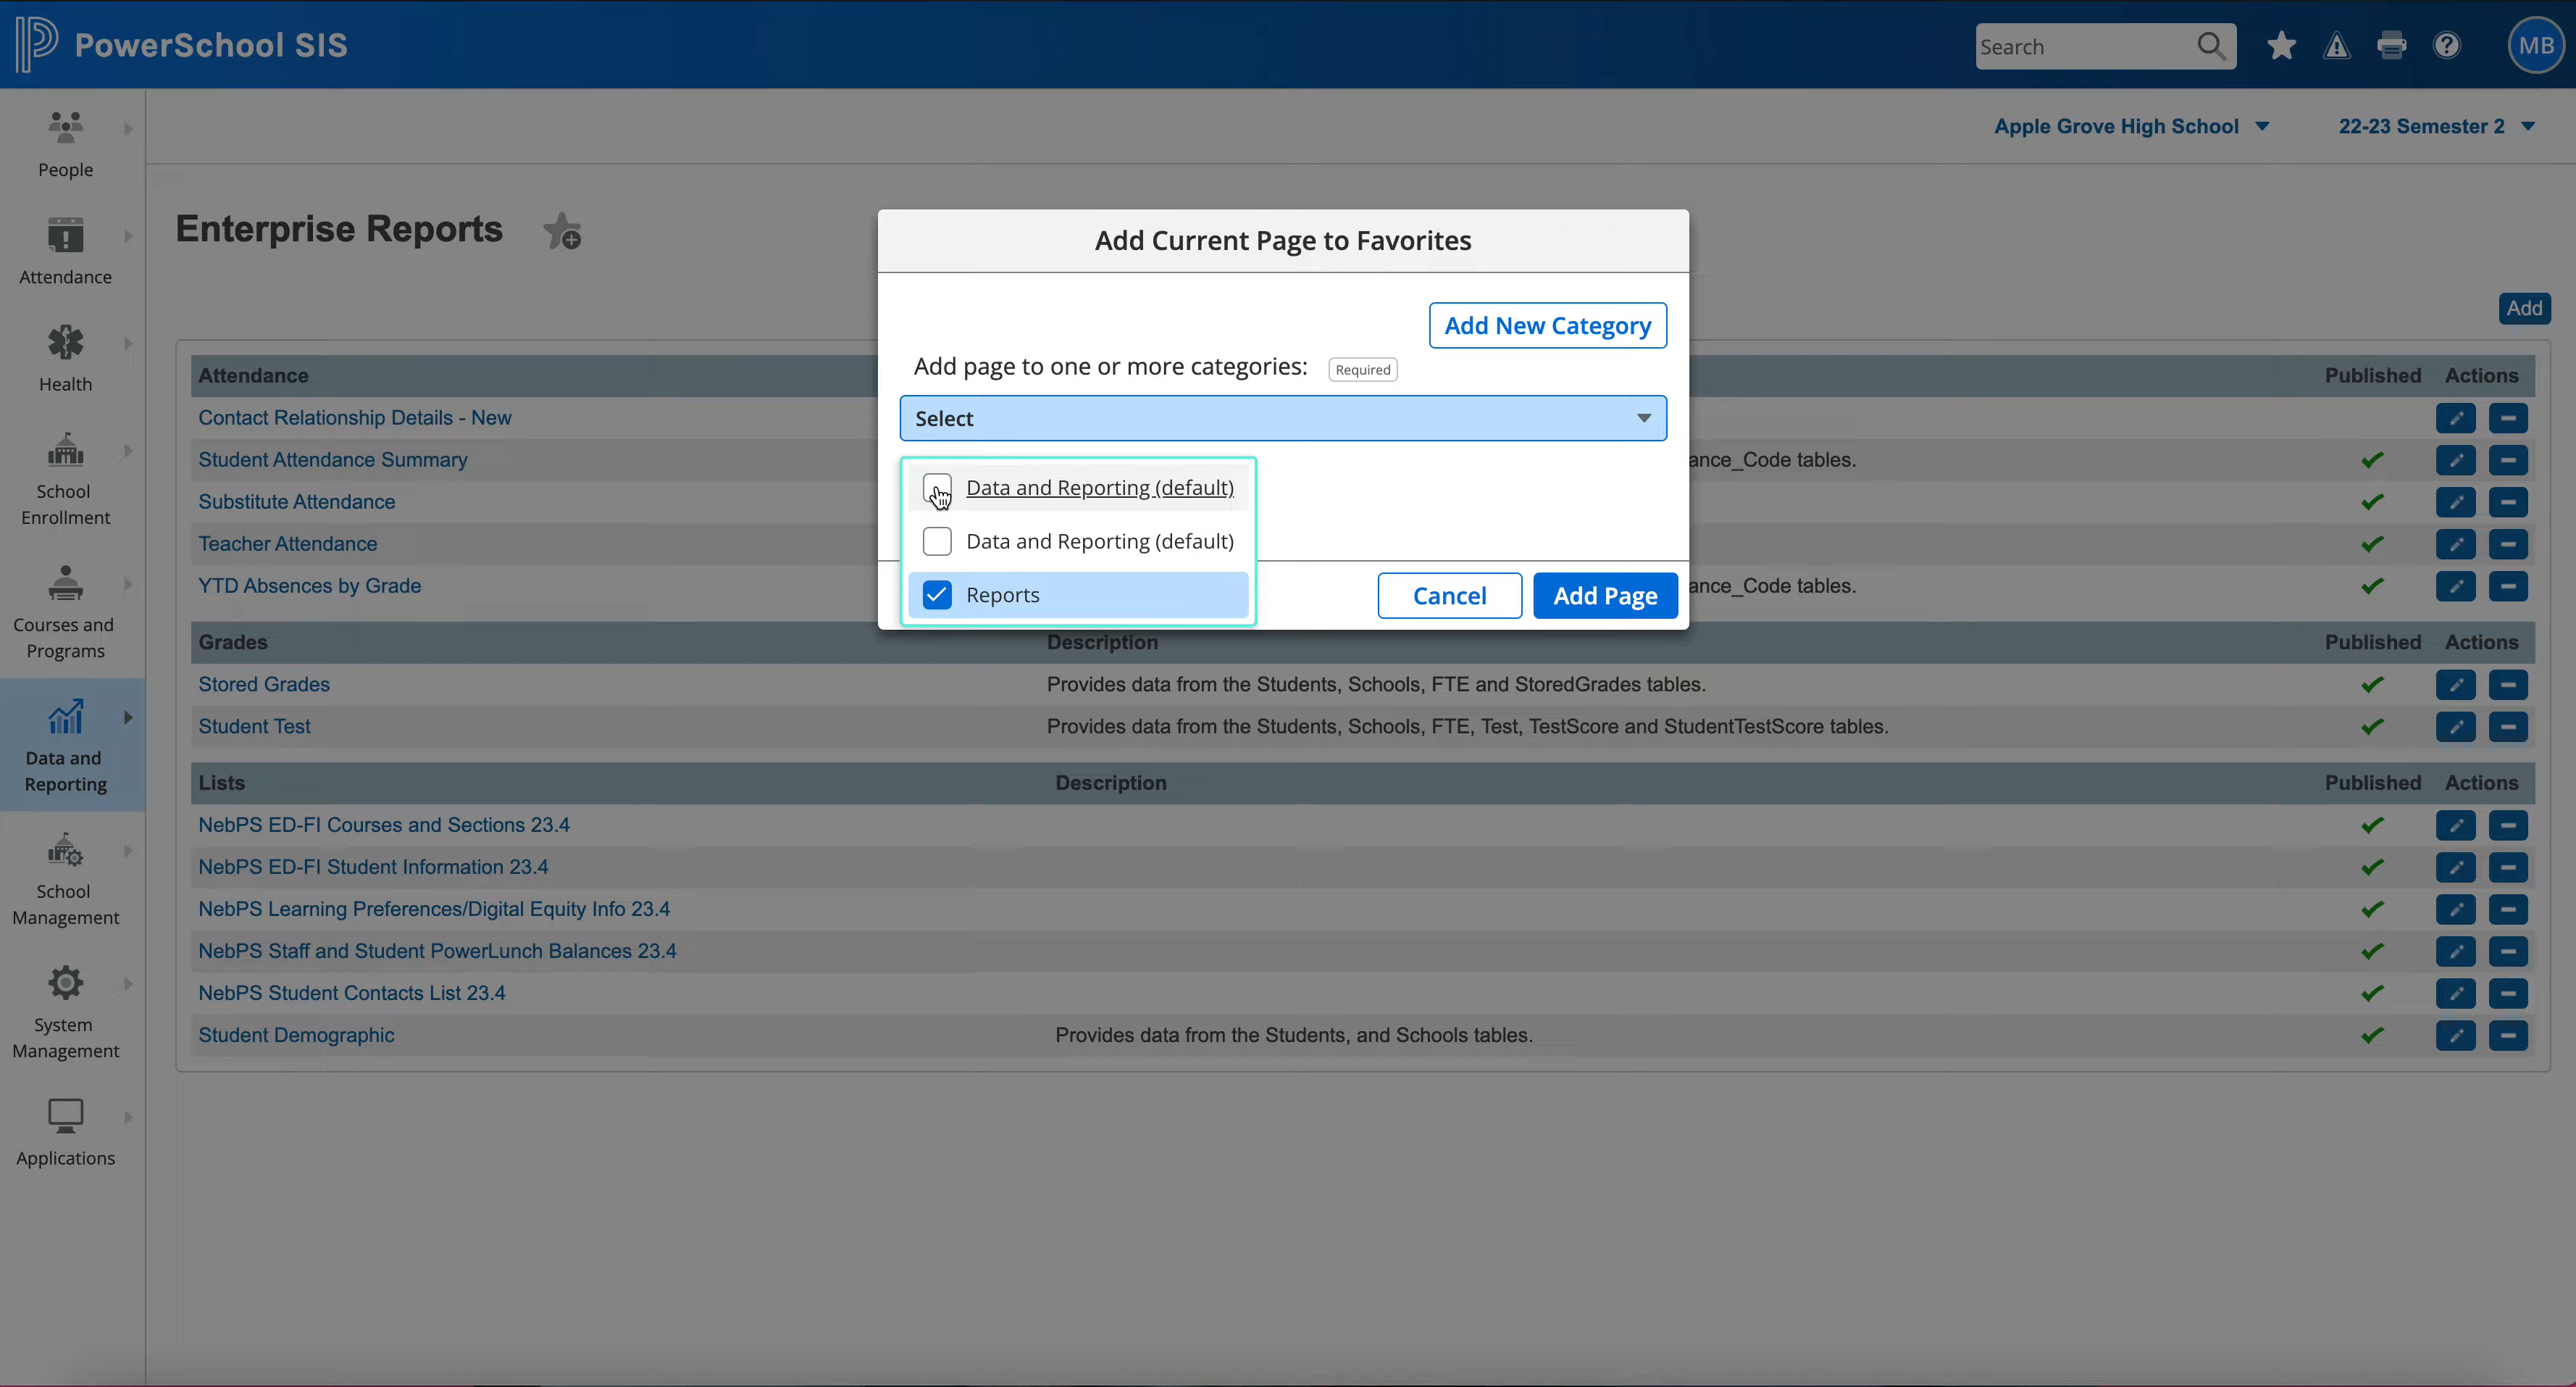 PowerSchool SIS
Search
MB
Apple Grove High School
22-23 Semester 2
People
Attendance
Health
School
Enrollment
Courses and
Programs
Data and
Reporting
School
Management
System
Management
Applications
Enterprise Reports
Add
Add Current Page to Favorites
Add New Category
Add page to one or more categories: Required
Select
Data and Reporting (default)
Data and Reporting (default)
Reports
Cancel
Add Page
Attendance Published Actions
Contact Relationship Details - New
Student Attendance Summary ance_Code tables.
Substitute Attendance
Teacher Attendance
YTD Absences by Grade ance_Code tables.
Grades Description Published Actions
Stored Grades Provides data from the Students, Schools, FTE and StoredGrades tables.
Student Test Provides data from the Students, Schools, FTE, Test, TestScore and StudentTestScore tables.
Lists Description Published Actions
NebPS ED-FI Courses and Sections 23.4
NebPS ED-FI Student Information 23.4
NebPS Learning Preferences/Digital Equity Info 23.4
NebPS Staff and Student PowerLunch Balances 23.4
NebPS Student Contacts List 23.4
Student Demographic Provides data from the Students, and Schools tables.